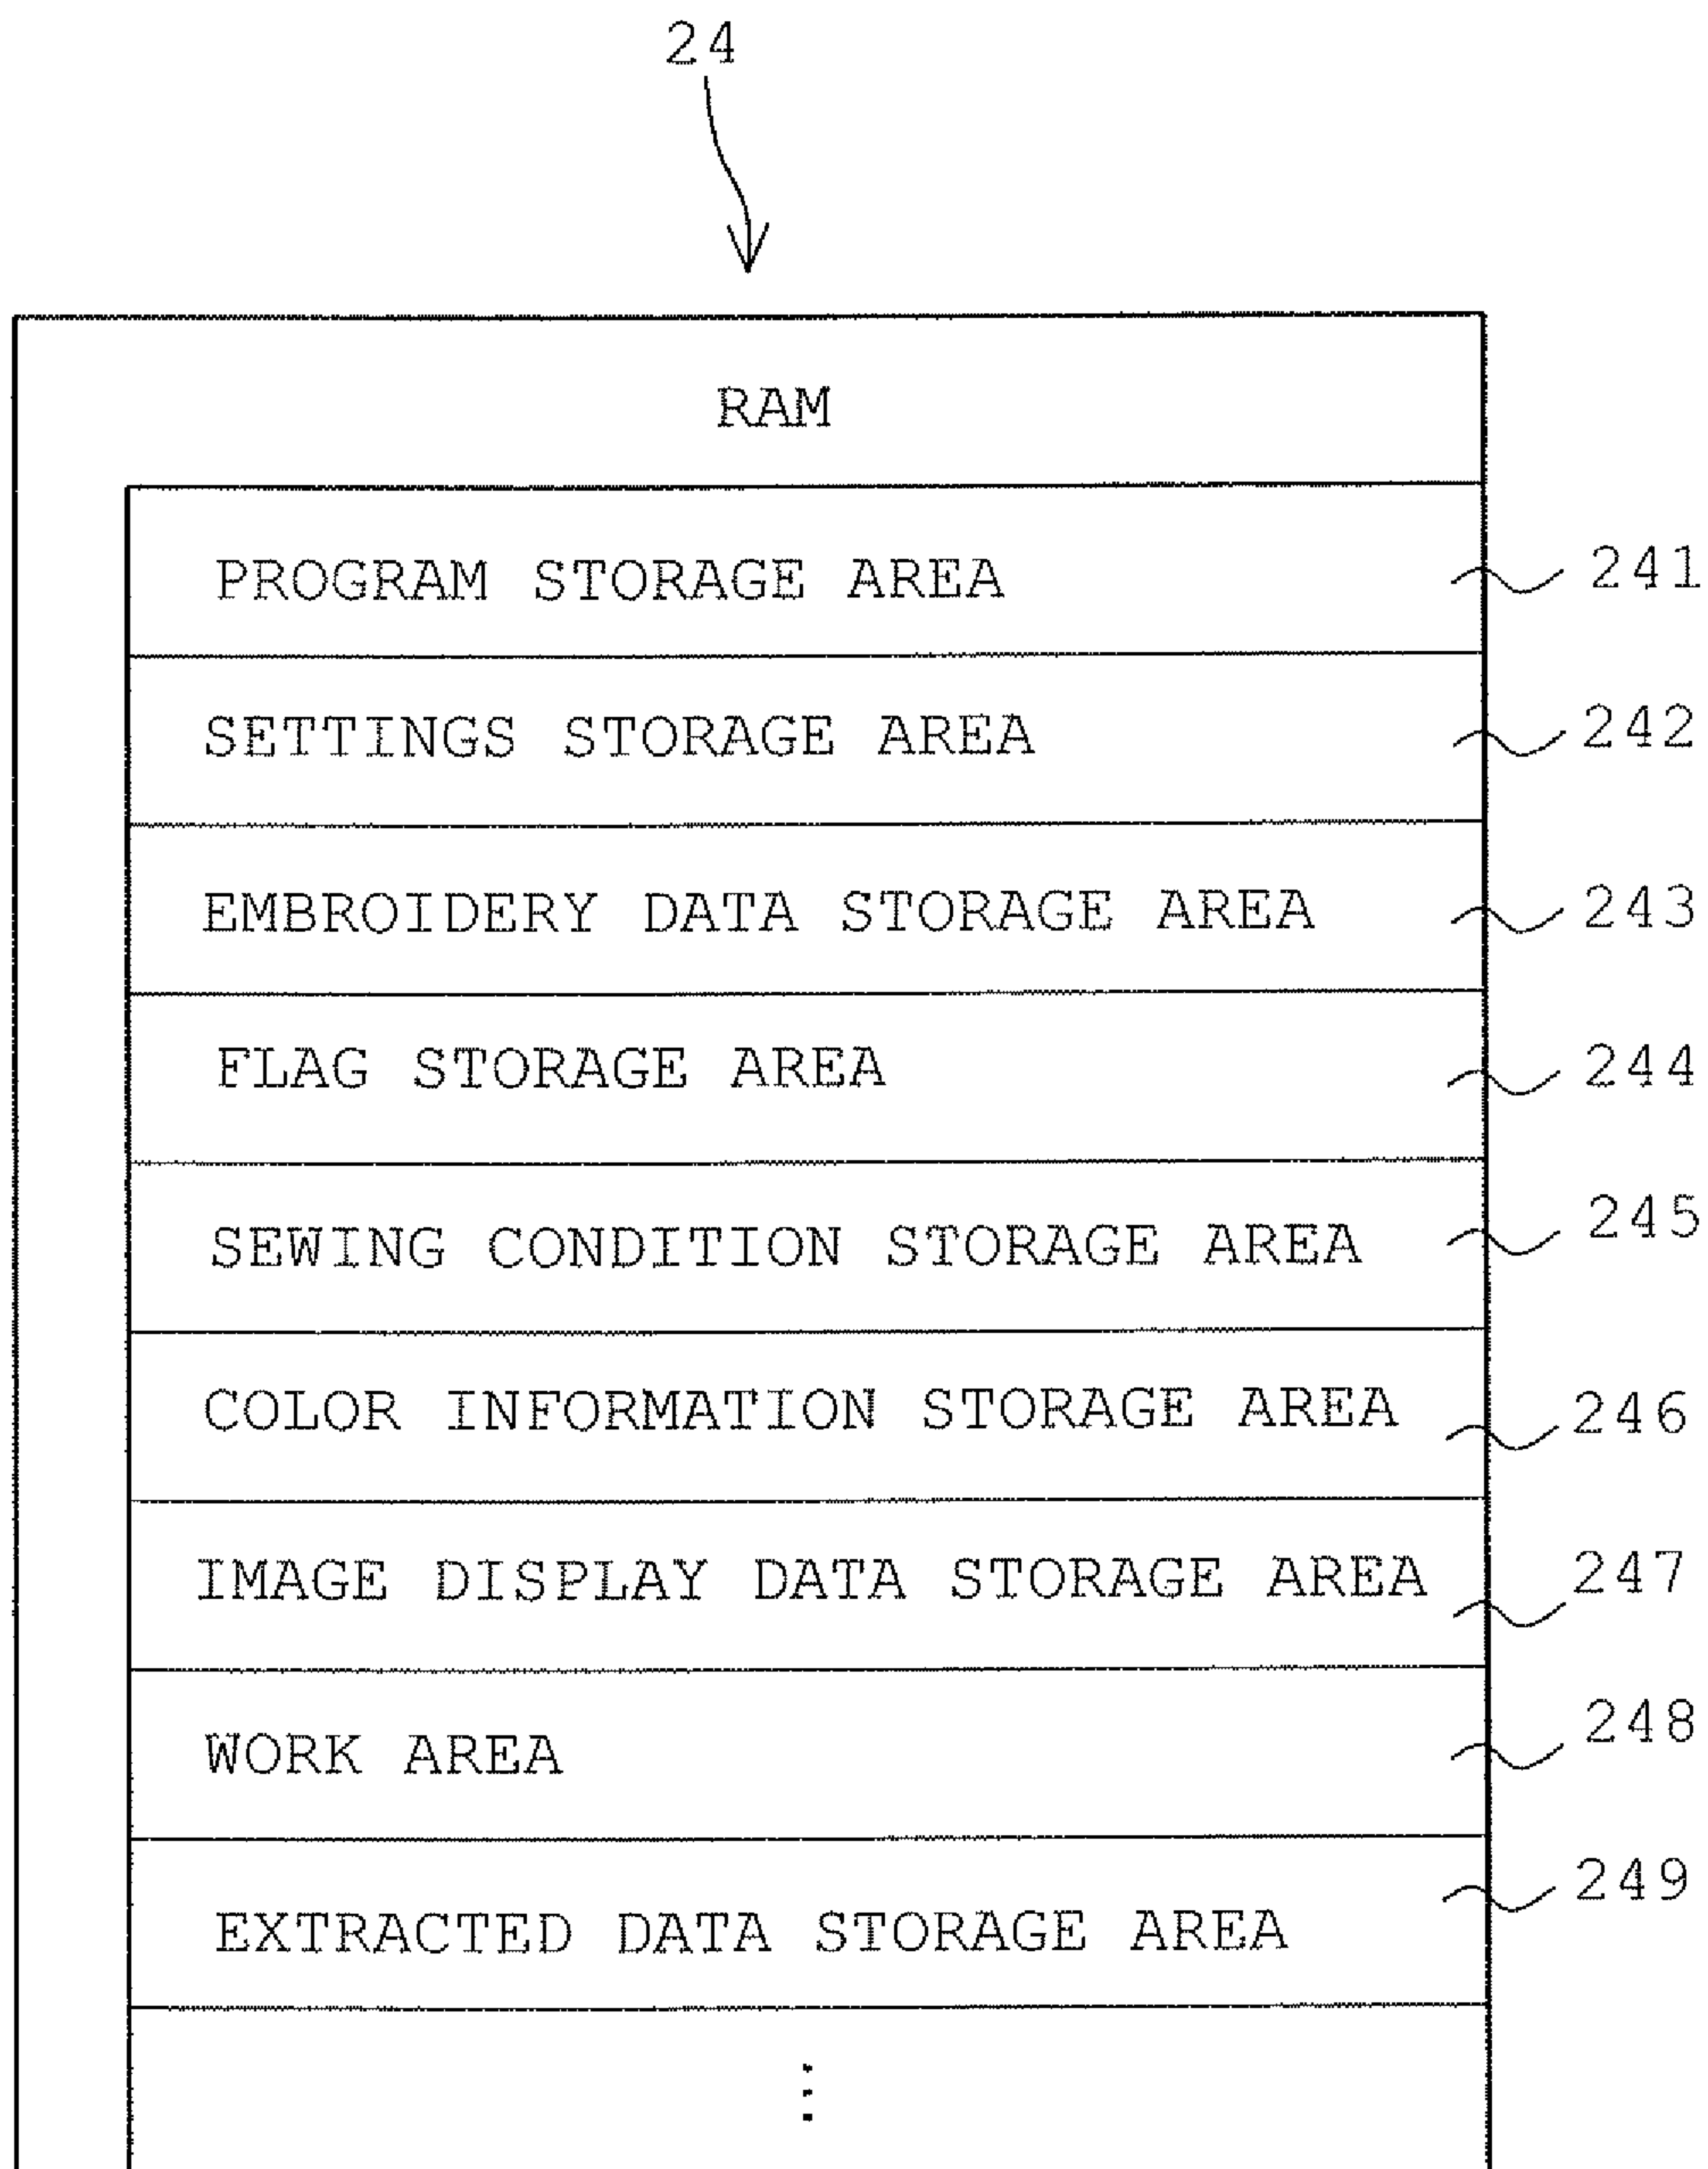 24
RAM
PROGRAM STORAGE AREA 241
SETTINGS STORAGE AREA 242
EMBROIDERY DATA STORAGE AREA 243
FLAG STORAGE AREA 244
SEWING CONDITION STORAGE AREA 245
COLOR INFORMATION STORAGE AREA 246
IMAGE DISPLAY DATA STORAGE AREA 247
WORK AREA 248
EXTRACTED DATA STORAGE AREA 249
⋮